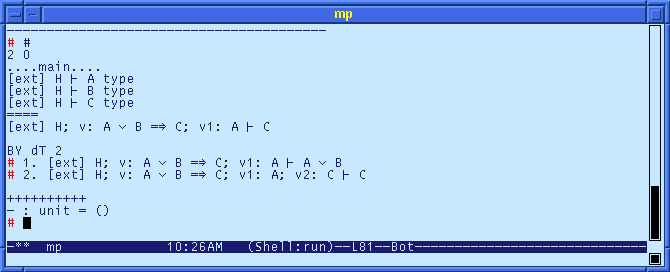 mp
----------------------------------------
# #
2 0
....main....
[ext] H ⊢ A type
[ext] H ⊢ B type
[ext] H ⊢ C type
====
[ext] H; v: A ∨ B ⇒ C; v1: A ⊢ C
BY dT 2
# 1. [ext] H; v: A ∨ B ⇒ C; v1: A ⊢ A ∨ B
# 2. [ext] H; v: A ∨ B ⇒ C; v1: A; v2: C ⊢ C
++++++++++
- : unit = ()
#
-** mp 10:26AM (Shell:run)--L81--Bot-----------------------------